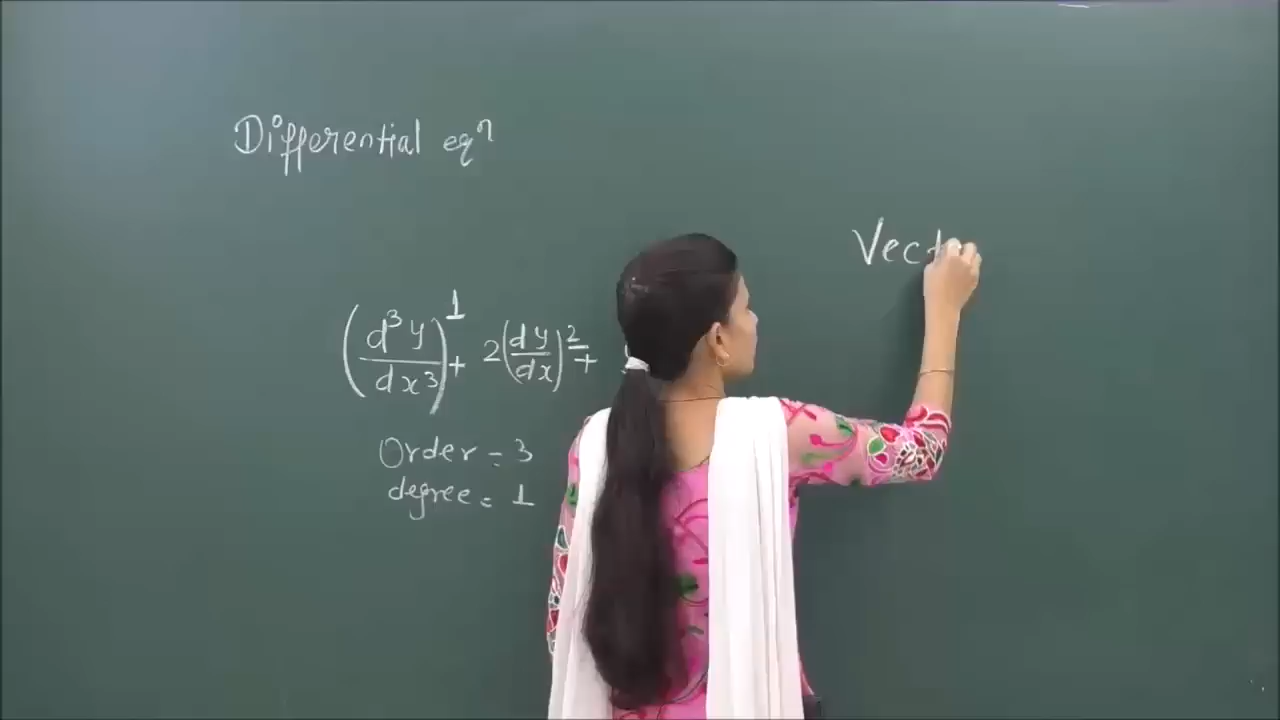 Differential eqⁿ
(d³y/dx³)¹ + 2(dy/dx)² +
Order = 3
degree = 1
Vect